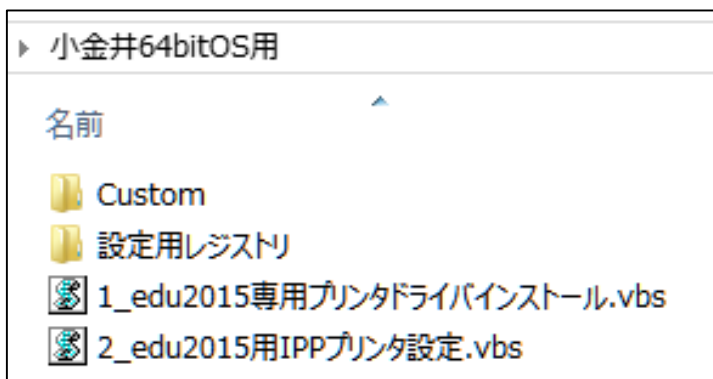 小金井64bitOS用
名前
Custom
設定用レジストリ
1_edu2015専用プリンタドライバインストール.vbs
2_edu2015用IPPプリンタ設定.vbs